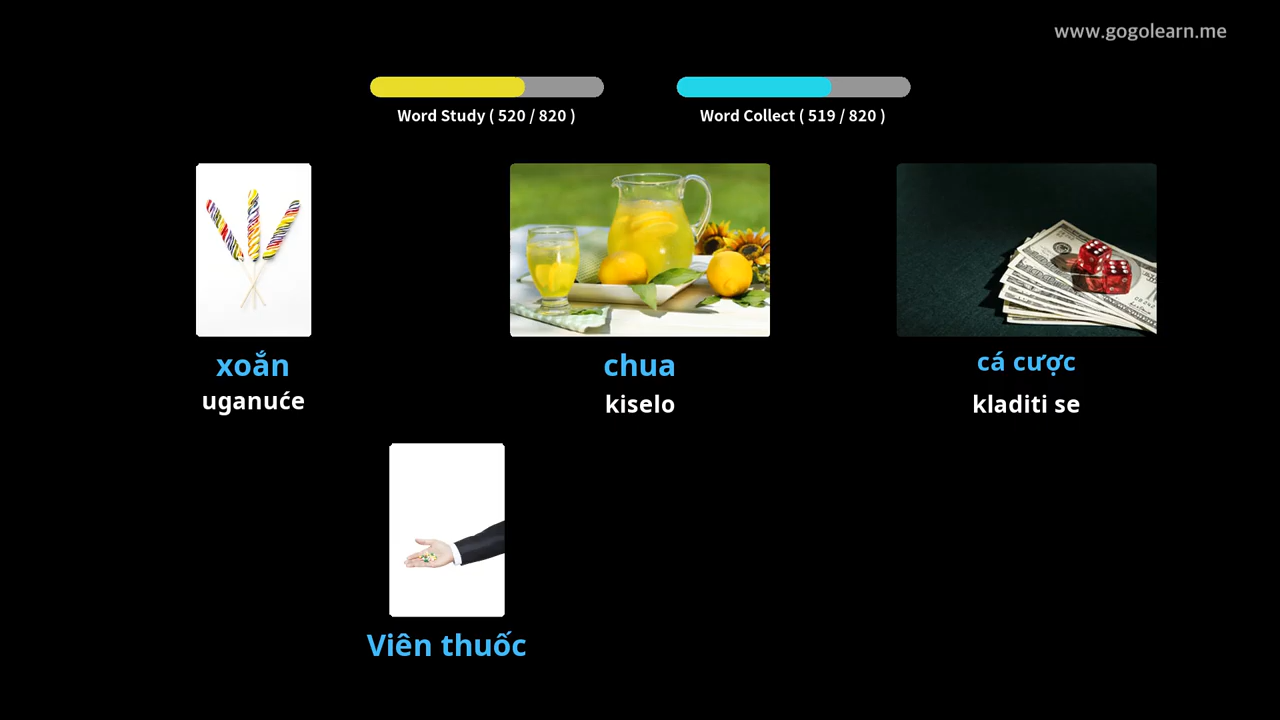 www.gogolearn.me
Word Study ( 520 / 820 )
Word Collect ( 519 / 820 )
xoắn
uganuće
chua
kiselo
cá cược
kladiti se
Viên thuốc